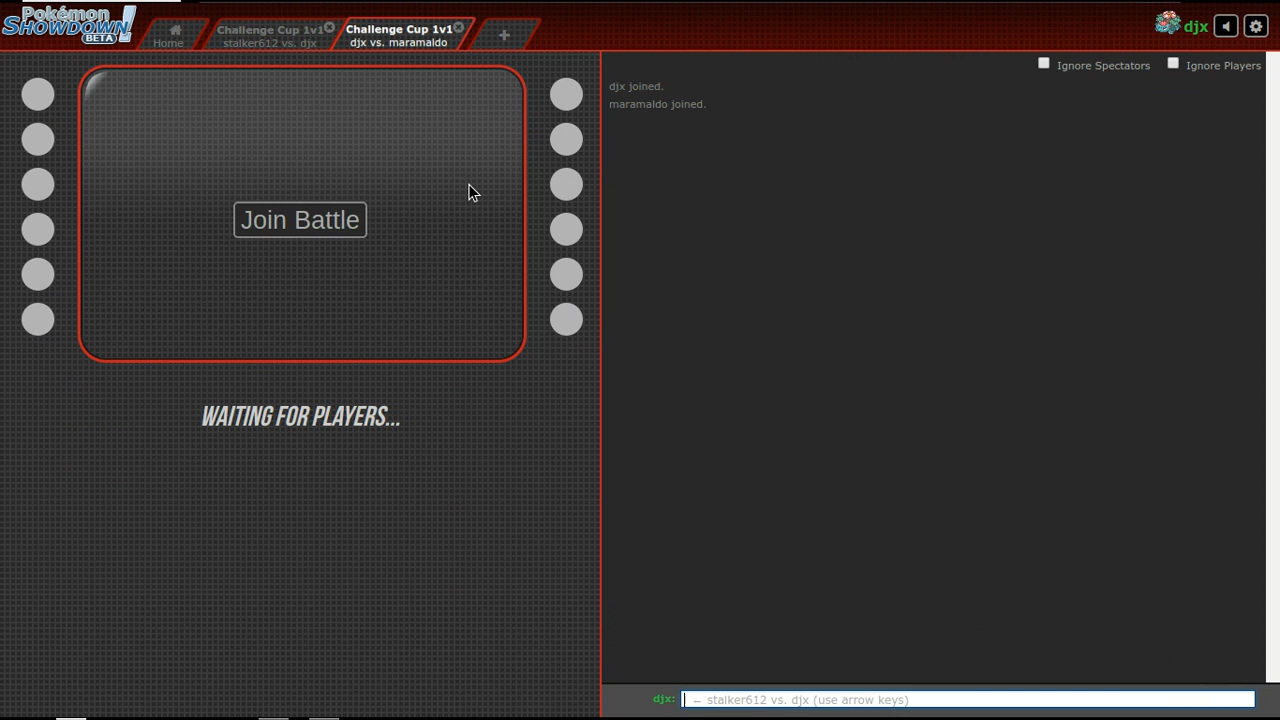 Pokémon
SHOWDOWN!
BETA
Home
Challenge Cup 1v1
stalker612 vs. djx
Challenge Cup 1v1
djx vs. maramaldo
+
djx
Ignore Spectators
Ignore Players
djx joined.
maramaldo joined.
Join Battle
WAITING FOR PLAYERS...
djx:
← stalker612 vs. djx (use arrow keys)